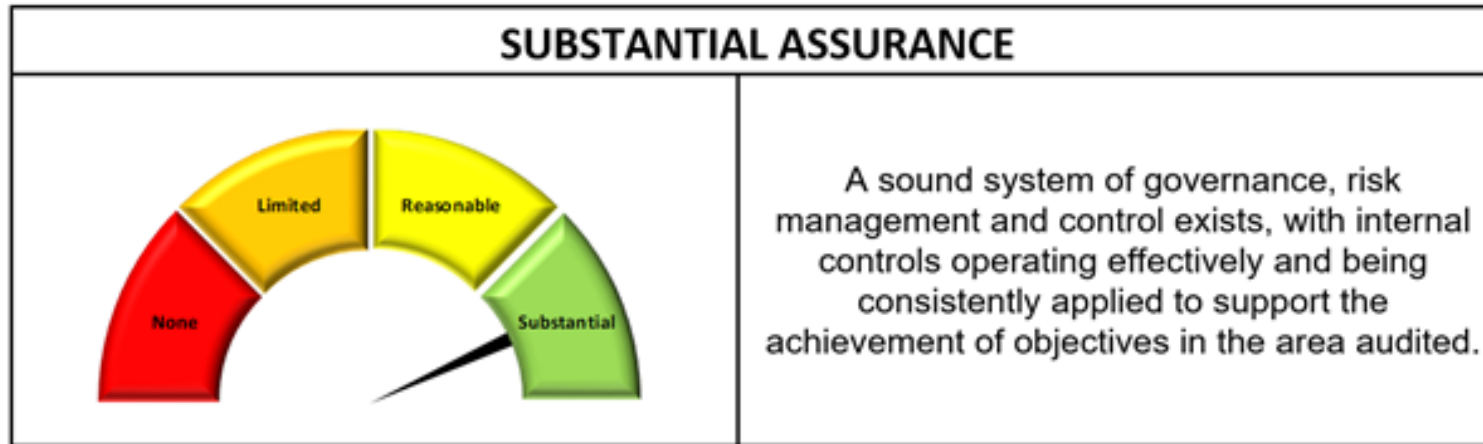 SUBSTANTIAL ASSURANCE
Limited
Reasonable
None
Substantial
A sound system of governance, risk
management and control exists, with internal
controls operating effectively and being
consistently applied to support the
achievement of objectives in the area audited.